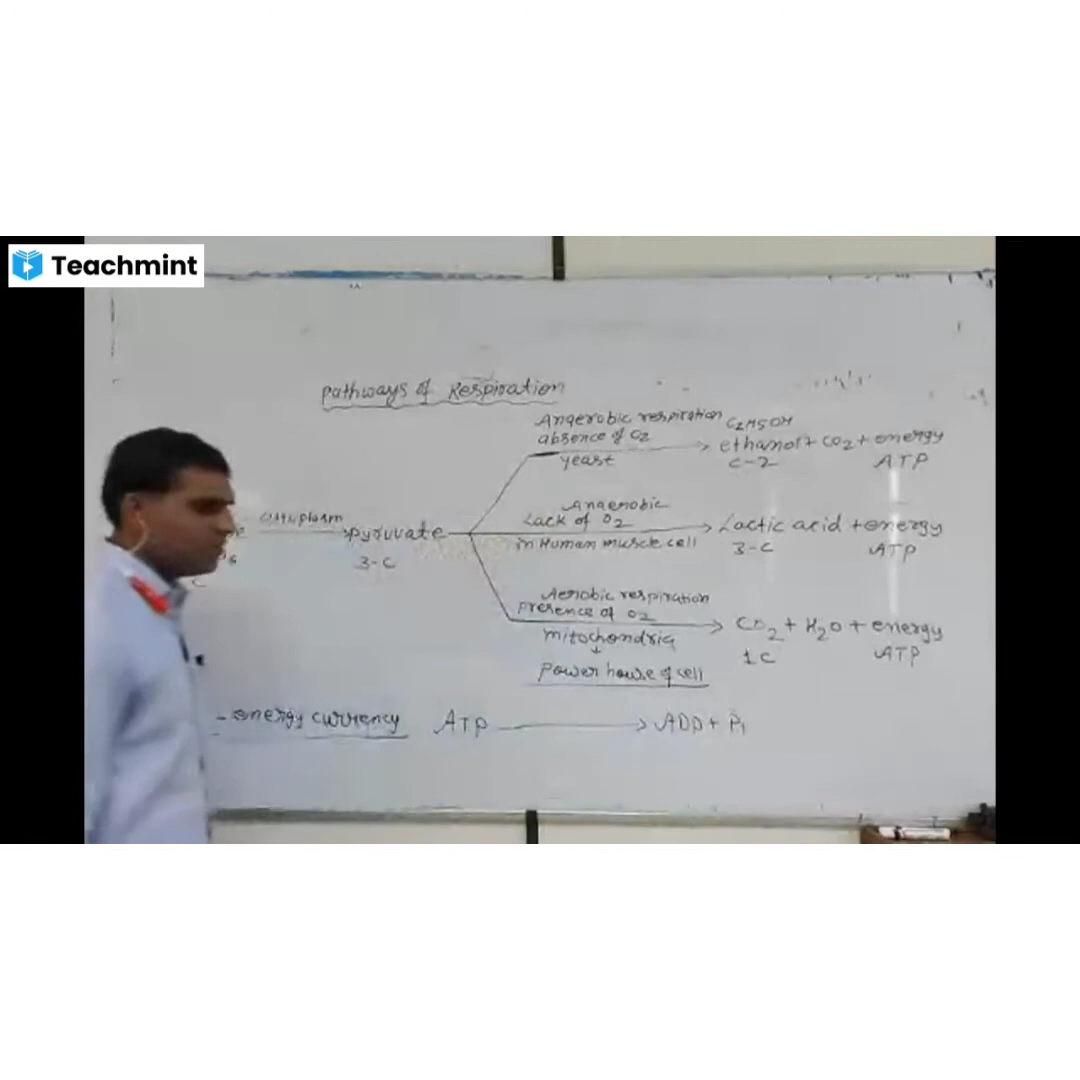 Teachmint
Pathways of Respiration
Anaerobic respiration
absence of O2
yeast
C2H5OH
ethanol + CO2 + energy
C-2 ATP
cytoplasm
pyruvate
3-C
Anaerobic
Lack of O2
in Human muscle cell
Lactic acid + energy
3-C ATP
Aerobic respiration
presence of O2
mitochondria
Power house of cell
CO2 + H2O + energy
1C ATP
- energy currency ATP → ADP + Pi